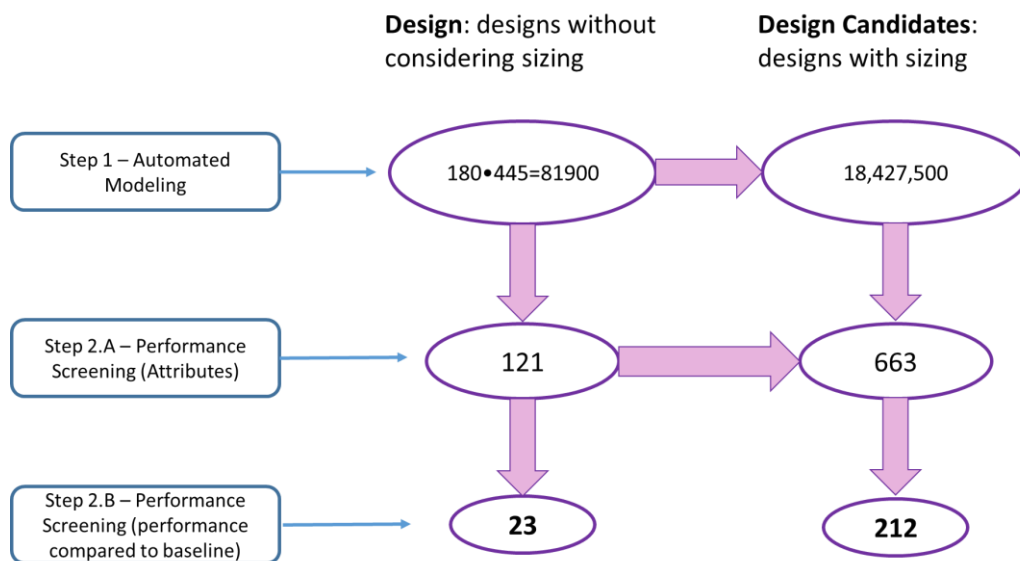 Design: designs without
considering sizing
Design Candidates:
designs with sizing
Step 1 – Automated
Modeling
180•445=81900
18,427,500
Step 2.A – Performance
Screening (Attributes)
121
663
Step 2.B – Performance
Screening (performance
compared to baseline)
23
212